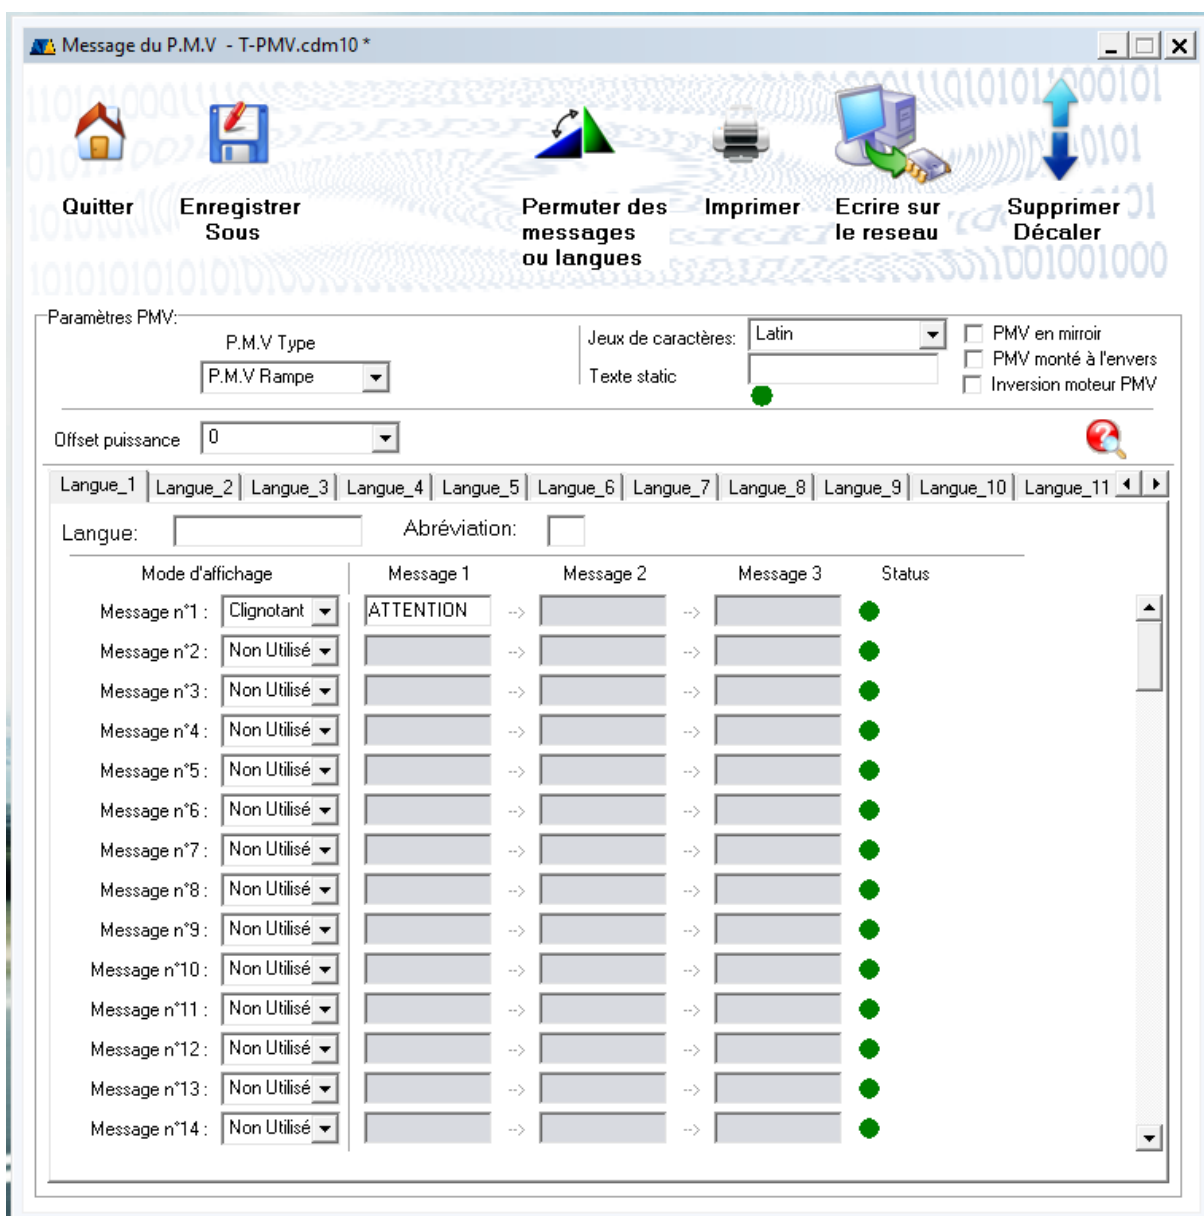 Message du P.M.V - T-PMV.cdm10 *
Quitter
Enregistrer
Sous
Permuter des
messages
ou langues
Imprimer
Ecrire sur
le reseau
Supprimer
Décaler
Paramètres PMV:
P.M.V Type
P.M.V Rampe
Jeux de caractères: Latin
Texte static
PMV en mirroir
PMV monté à l'envers
Inversion moteur PMV
Offset puissance 0
Langue_1 Langue_2 Langue_3 Langue_4 Langue_5 Langue_6 Langue_7 Langue_8 Langue_9 Langue_10 Langue_11
Langue: Abréviation:
Mode d'affichage Message 1 Message 2 Message 3 Status
Message n°1 : Clignotant ATTENTION --> -->
Message n°2 : Non Utilisé --> -->
Message n°3 : Non Utilisé --> -->
Message n°4 : Non Utilisé --> -->
Message n°5 : Non Utilisé --> -->
Message n°6 : Non Utilisé --> -->
Message n°7 : Non Utilisé --> -->
Message n°8 : Non Utilisé --> -->
Message n°9 : Non Utilisé --> -->
Message n°10 : Non Utilisé --> -->
Message n°11 : Non Utilisé --> -->
Message n°12 : Non Utilisé --> -->
Message n°13 : Non Utilisé --> -->
Message n°14 : Non Utilisé --> -->